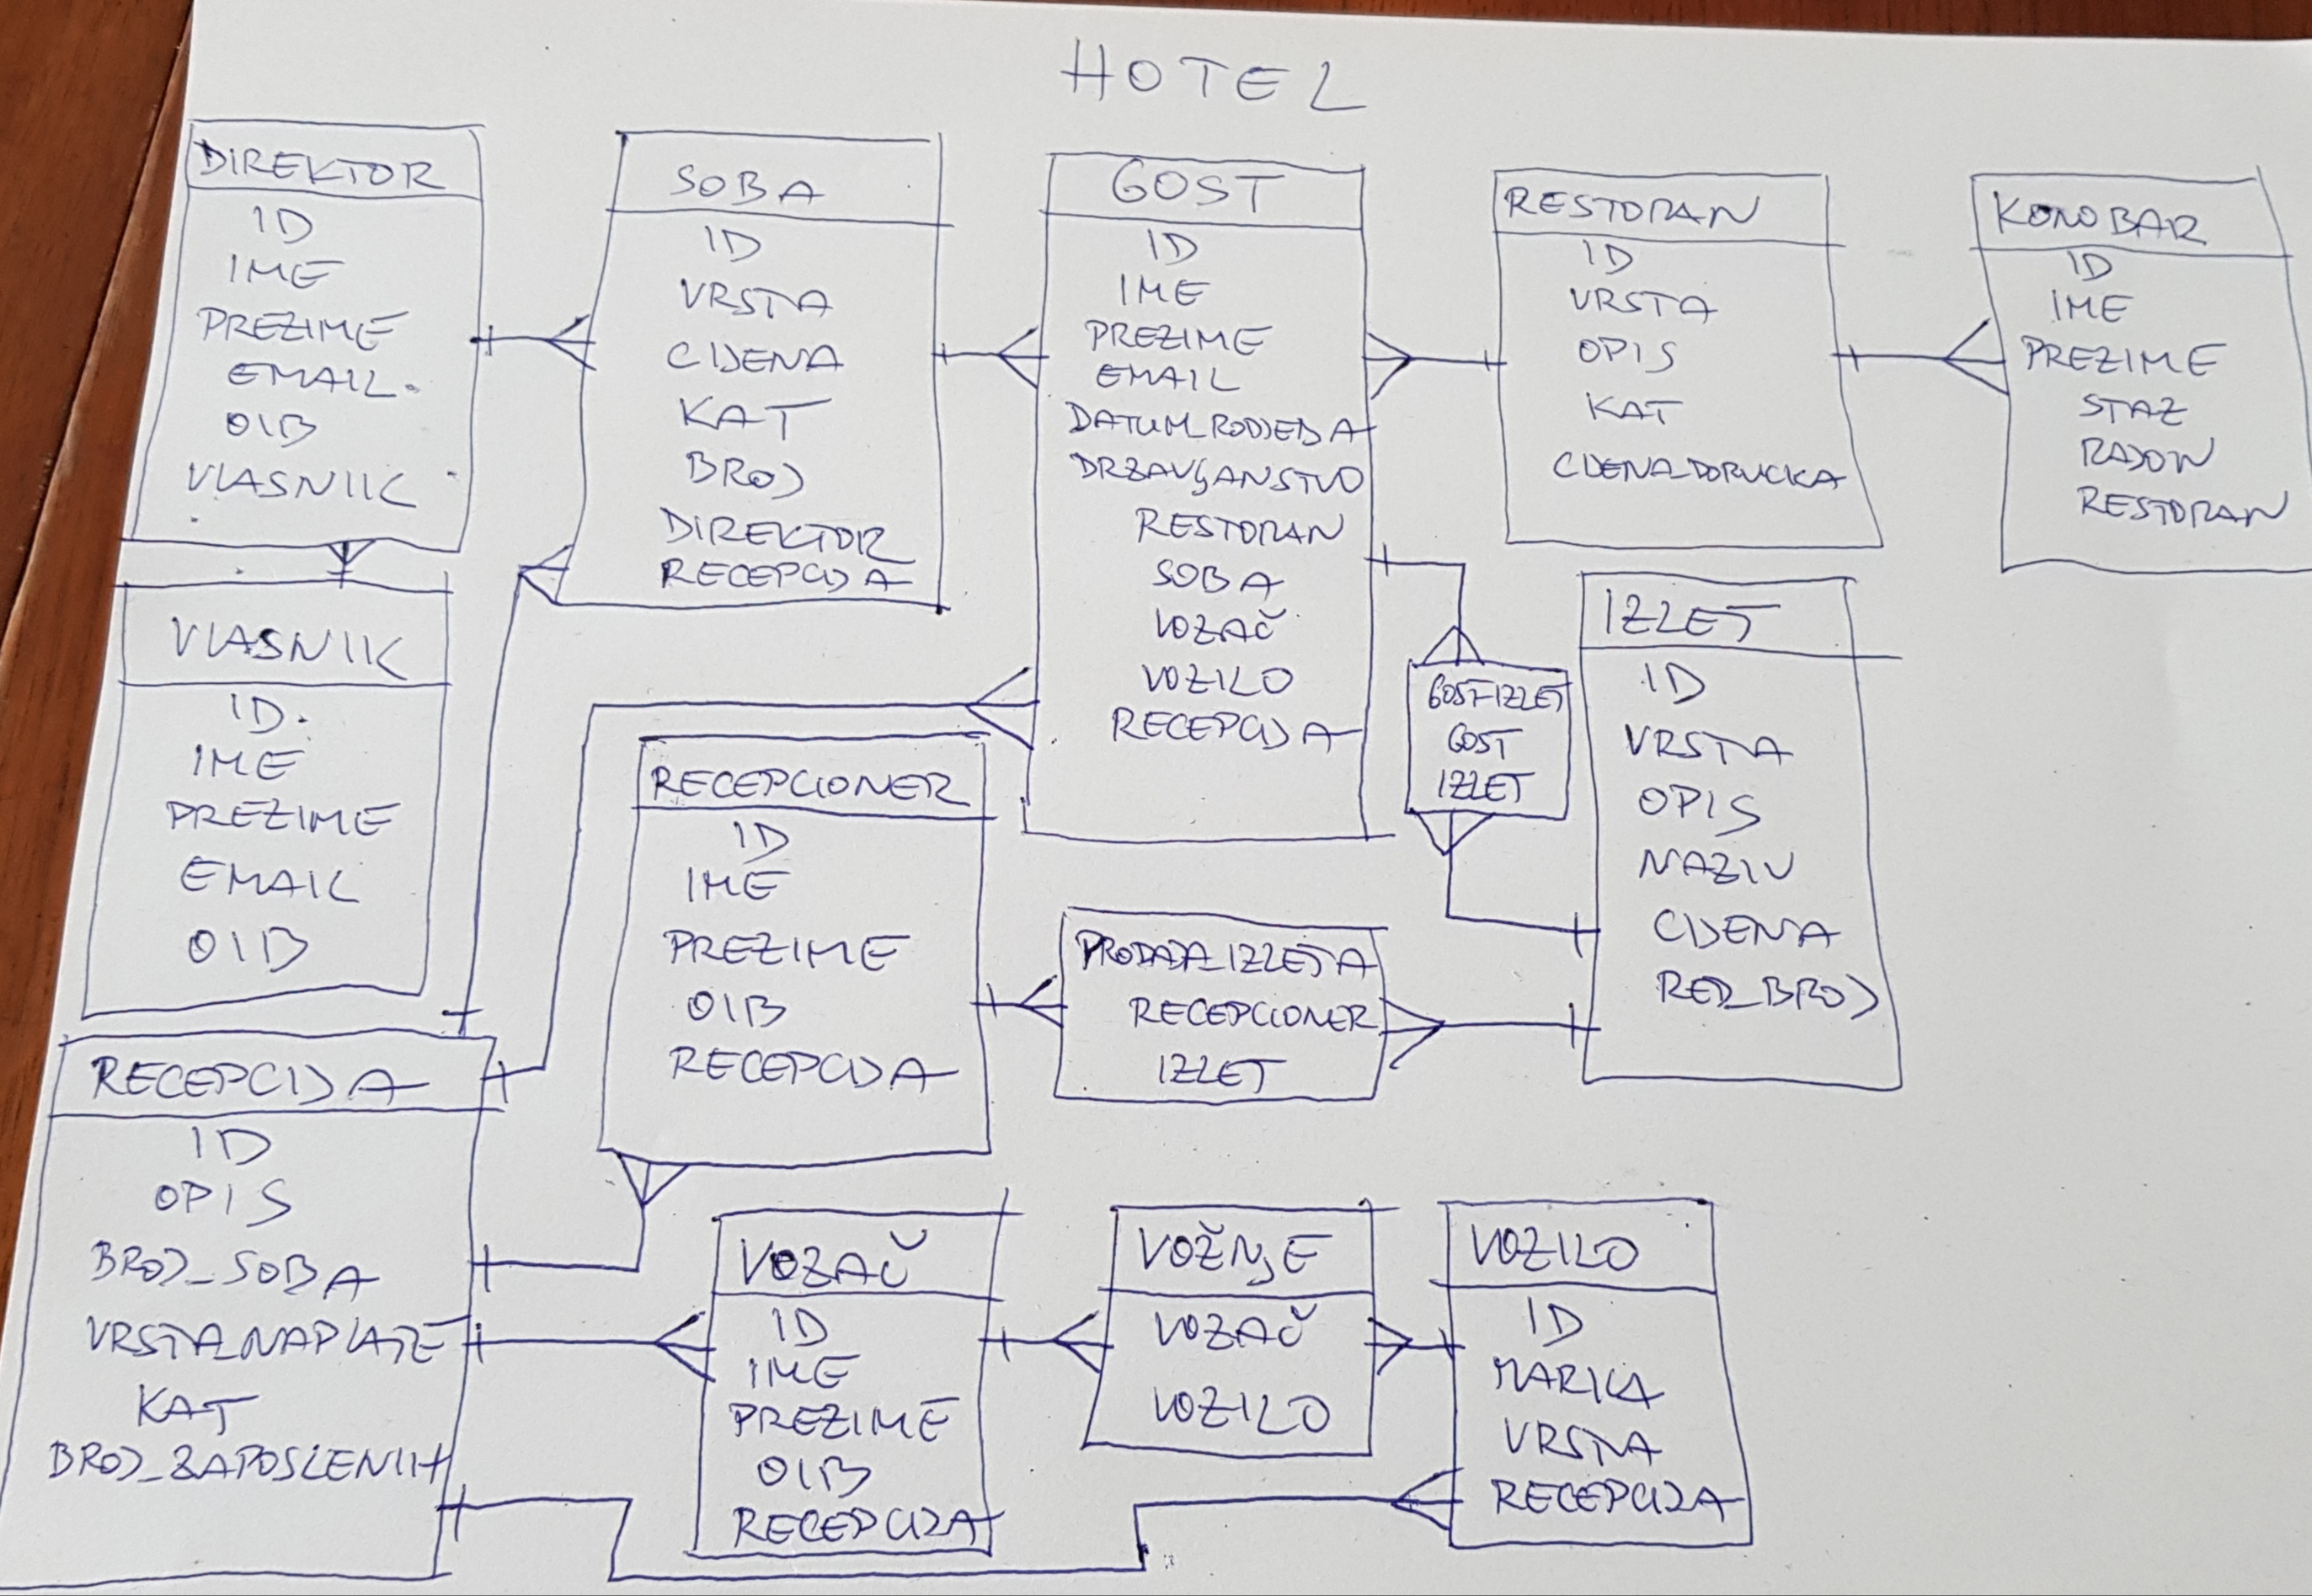 HOTEL
DIREKTOR
ID
IME
PREZIME
EMAIL
OIB
VLASNIK
SOBA
ID
VRSTA
CIJENA
KAT
BROJ
DIREKTOR
RECEPCIJA
GOST
ID
IME
PREZIME
EMAIL
DATUM_RODJENJA
DRZAVLJANSTVO
RESTORAN
SOBA
VOZAČ
VOZILO
RECEPCIJA
RESTORAN
ID
VRSTA
OPIS
KAT
CIJENA_DORUCKA
KONOBAR
ID
IME
PREZIME
STAZ
RESTORAN
VLASNIK
ID
IME
PREZIME
EMAIL
OIB
RECEPCIONER
ID
IME
PREZIME
OIB
RECEPCIJA
GOST-IZLET
GOST
IZLET
IZLET
ID
VRSTA
OPIS
NAZIV
CIJENA
RED_BROJ
PRODAJA_IZLETA
RECEPCIONER
IZLET
RECEPCIJA
ID
OPIS
BROJ_SOBA
VRSTA_NAPLATE
KAT
BROJ_ZAPOSLENIH
VOZAČ
ID
IME
PREZIME
OIB
RECEPCIJA
VOŽNJE
VOZAČ
VOZILO
VOZILO
ID
MARKA
VRSTA
RECEPCIJA